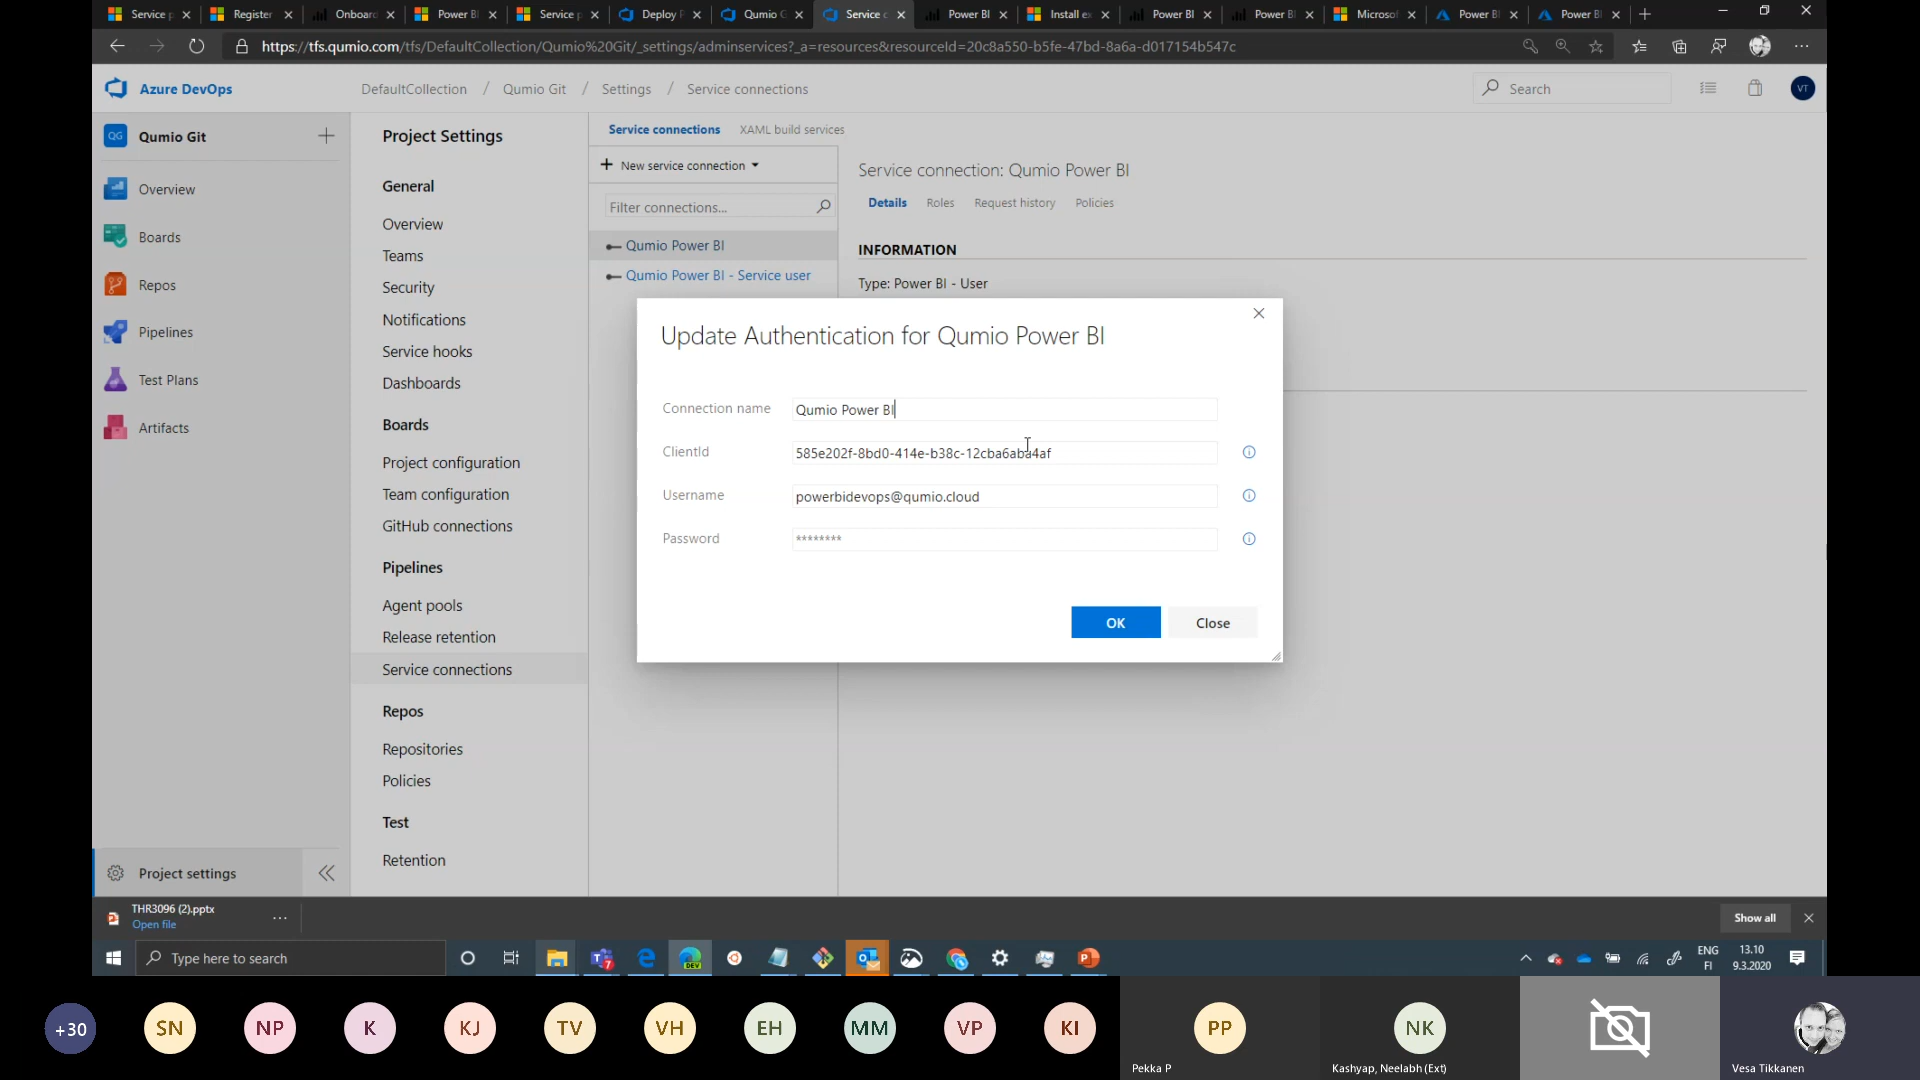 Service p
Register
Onboard
Power BI
Service p
Deploy P
Qumio G
Service c
Power BI
Install ex
Power BI
Power BI
Microsof
Power BI
Power BI
https://tfs.qumio.com/tfs/DefaultCollection/Qumio%20Git/_settings/adminservices?_a=resources&resourceId=20c8a550-b5fe-47bd-8a6a-d017154b547c
Azure DevOps
DefaultCollection / Qumio Git / Settings / Service connections
Search
VT
QG Qumio Git
Overview
Boards
Repos
Pipelines
Test Plans
Artifacts
Project settings
Project Settings
General
Overview
Teams
Security
Notifications
Service hooks
Dashboards
Boards
Project configuration
Team configuration
GitHub connections
Pipelines
Agent pools
Release retention
Service connections
Repos
Repositories
Policies
Test
Retention
Service connections XAML build services
New service connection
Filter connections...
Qumio Power BI
Qumio Power BI - Service user
Service connection: Qumio Power BI
Details Roles Request history Policies
INFORMATION
Type: Power BI - User
Update Authentication for Qumio Power BI
Connection name Qumio Power BI
ClientId 585e202f-8bd0-414e-b38c-12cba6aba4af
Username powerbidevops@qumio.cloud
Password ********
OK Close
THR3096 (2).pptx
Open file
Show all
Type here to search
7
DEV
ENG
FI
13.10
9.3.2020
+30 SN NP K KJ TV VH EH MM VP KI PP NK
Pekka P
Kashyap, Neelabh (Ext)
Vesa Tikkanen